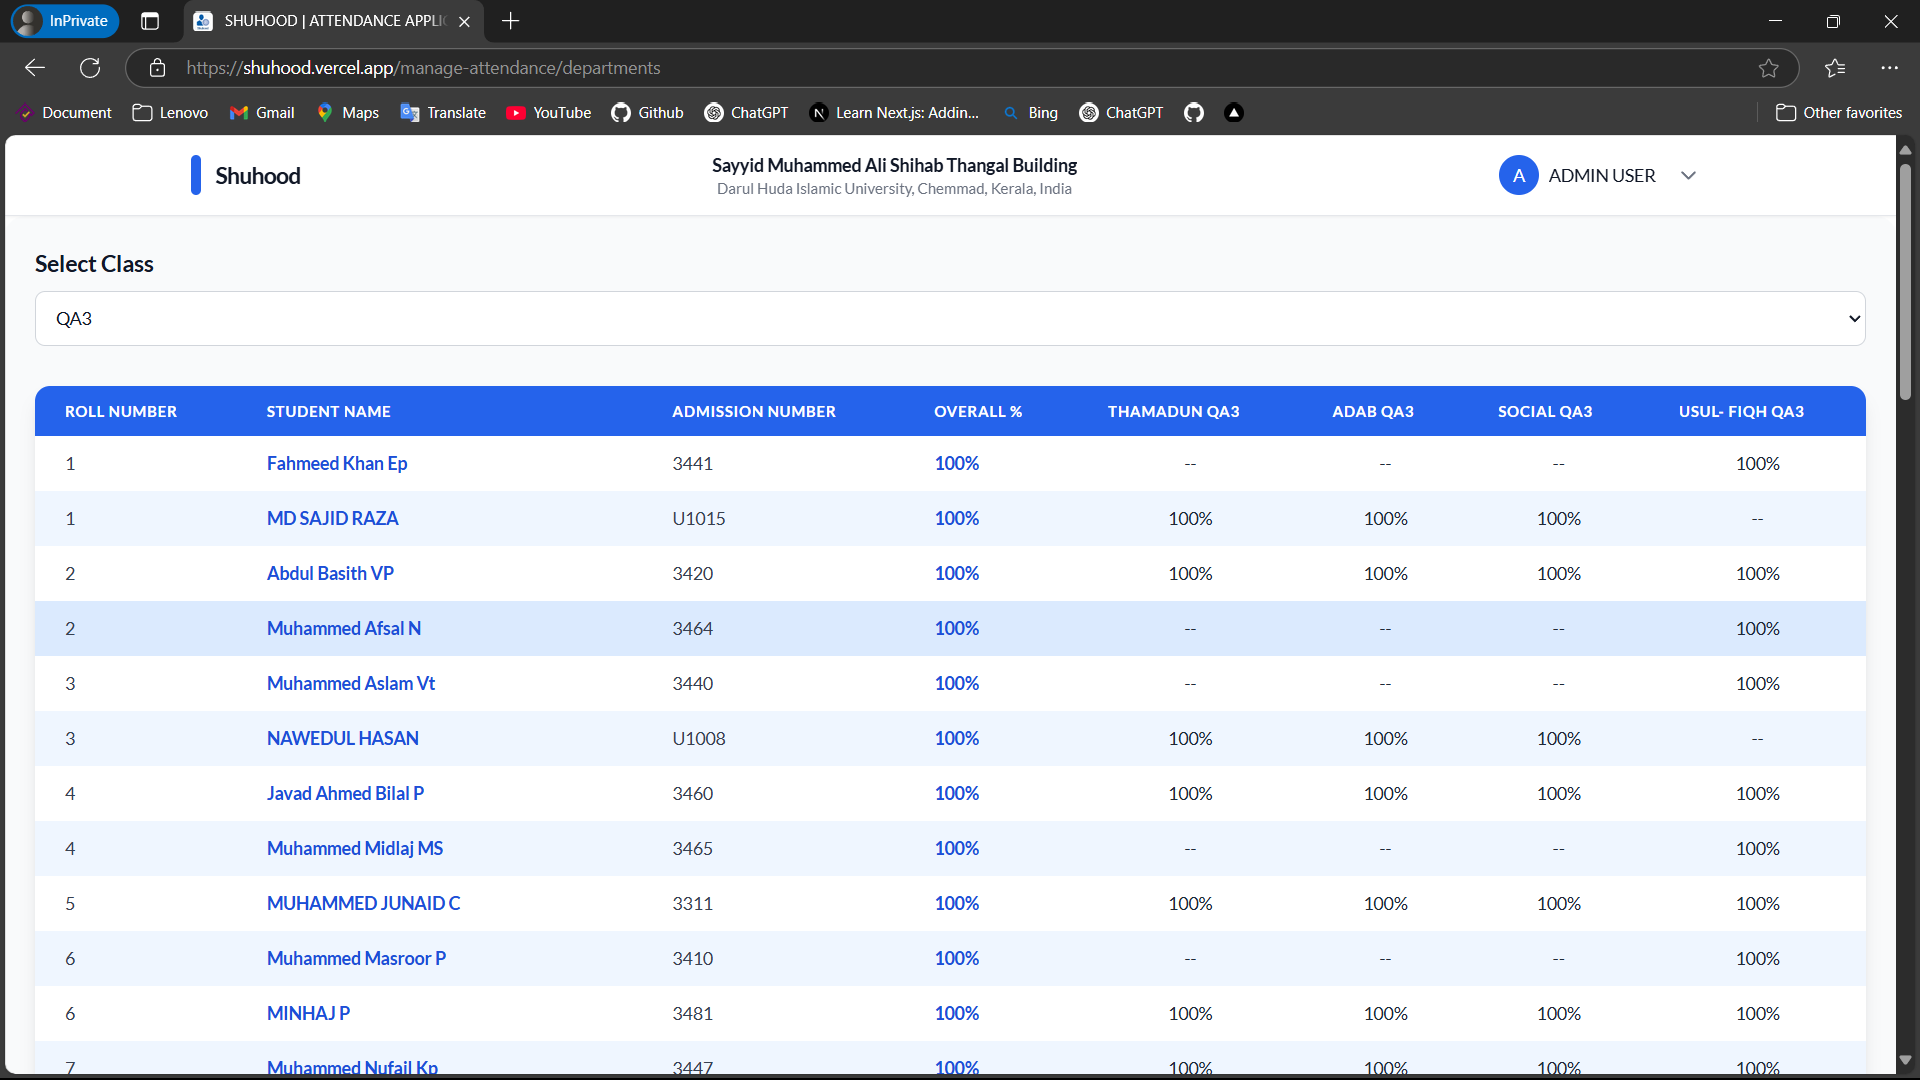 InPrivate
SHUHOOD | ATTENDANCE APPLIC
https://shuhood.vercel.app/manage-attendance/departments
Document Lenovo Gmail Maps Translate YouTube Github ChatGPT Learn Next.js: Addin... Bing ChatGPT Other favorites
Shuhood
Sayyid Muhammed Ali Shihab Thangal Building
Darul Huda Islamic University, Chemmad, Kerala, India
A ADMIN USER
Select Class
QA3
ROLL NUMBER STUDENT NAME ADMISSION NUMBER OVERALL % THAMADUN QA3 ADAB QA3 SOCIAL QA3 USUL- FIQH QA3
1 Fahmeed Khan Ep 3441 100% -- -- -- 100%
1 MD SAJID RAZA U1015 100% 100% 100% 100% --
2 Abdul Basith VP 3420 100% 100% 100% 100% 100%
2 Muhammed Afsal N 3464 100% -- -- -- 100%
3 Muhammed Aslam Vt 3440 100% -- -- -- 100%
3 NAWEDUL HASAN U1008 100% 100% 100% 100% --
4 Javad Ahmed Bilal P 3460 100% 100% 100% 100% 100%
4 Muhammed Midlaj MS 3465 100% -- -- -- 100%
5 MUHAMMED JUNAID C 3311 100% 100% 100% 100% 100%
6 Muhammed Masroor P 3410 100% -- -- -- 100%
6 MINHAJ P 3481 100% 100% 100% 100% 100%
7 Muhammed Nufail Kp 3447 100% 100% 100% 100% 100%